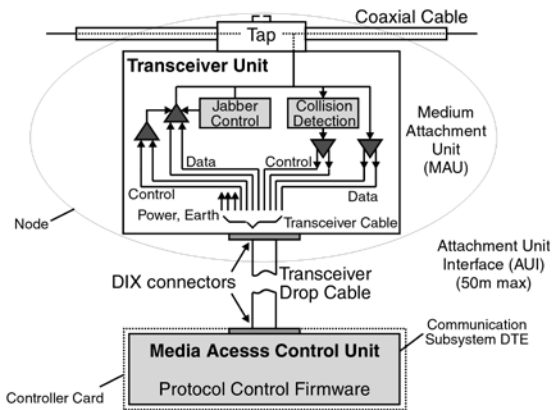 Coaxial Cable
Tap
Transceiver Unit
Jabber
Control
Collision
Detection
Medium
Attachment
Unit
(MAU)
Data
Control
Control
Data
Power, Earth
Transceiver Cable
Node
Attachment Unit
Interface (AUI)
(50m max)
DIX connectors
Transceiver
Drop Cable
Communication
Subsystem DTE
Media Acesss Control Unit
Protocol Control Firmware
Controller Card